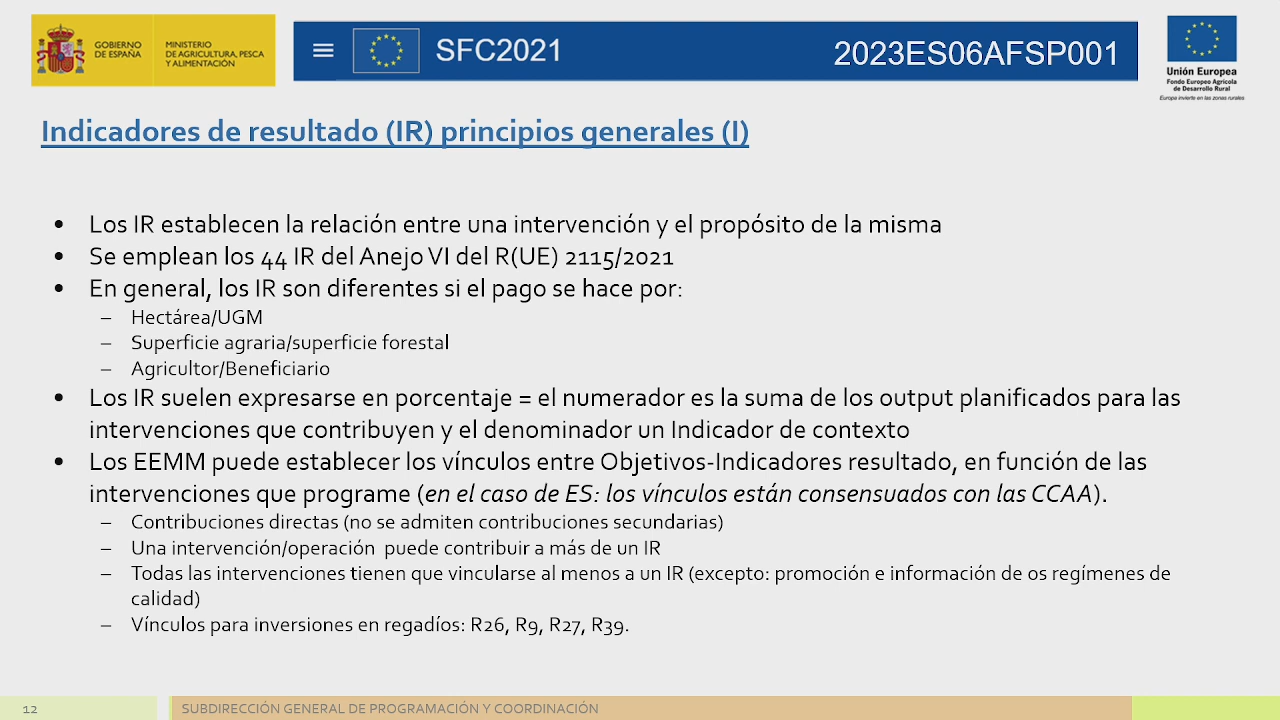 GOBIERNO
DE ESPAÑA
MINISTERIO
DE AGRICULTURA, PESCA
Y ALIMENTACIÓN
SFC2021
2023ES06AFSP001
Unión Europea
Fondo Europeo Agrícola
de Desarrollo Rural
Europa invierte en las zonas rurales
Indicadores de resultado (IR) principios generales (I)
• Los IR establecen la relación entre una intervención y el propósito de la misma
• Se emplean los 44 IR del Anejo VI del R(UE) 2115/2021
• En general, los IR son diferentes si el pago se hace por:
– Hectárea/UGM
– Superficie agraria/superficie forestal
– Agricultor/Beneficiario
• Los IR suelen expresarse en porcentaje = el numerador es la suma de los output planificados para las
intervenciones que contribuyen y el denominador un Indicador de contexto
• Los EEMM puede establecer los vínculos entre Objetivos-Indicadores resultado, en función de las
intervenciones que programe (en el caso de ES: los vínculos están consensuados con las CCAA).
– Contribuciones directas (no se admiten contribuciones secundarias)
– Una intervención/operación puede contribuir a más de un IR
– Todas las intervenciones tienen que vincularse al menos a un IR (excepto: promoción e información de os regímenes de
calidad)
– Vínculos para inversiones en regadíos: R26, R9, R27, R39.
12
SUBDIRECCIÓN GENERAL DE PROGRAMACIÓN Y COORDINACIÓN